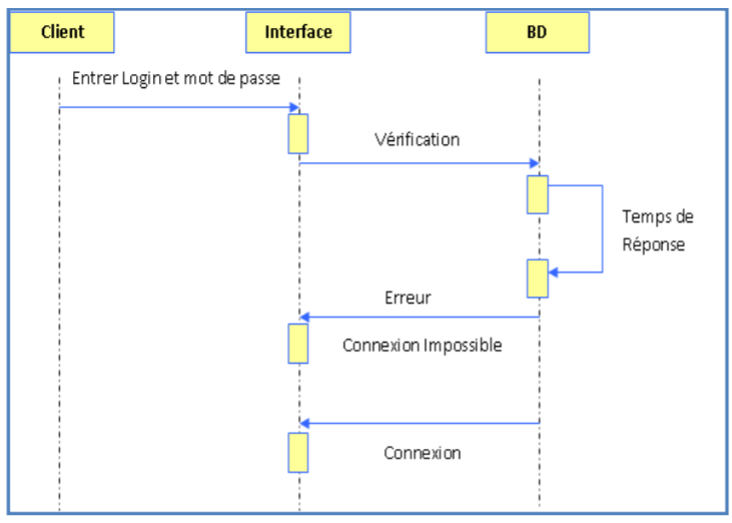 Client
Interface
BD
Entrer Login et mot de passe
Vérification
Temps de
Réponse
Erreur
Connexion Impossible
Connexion